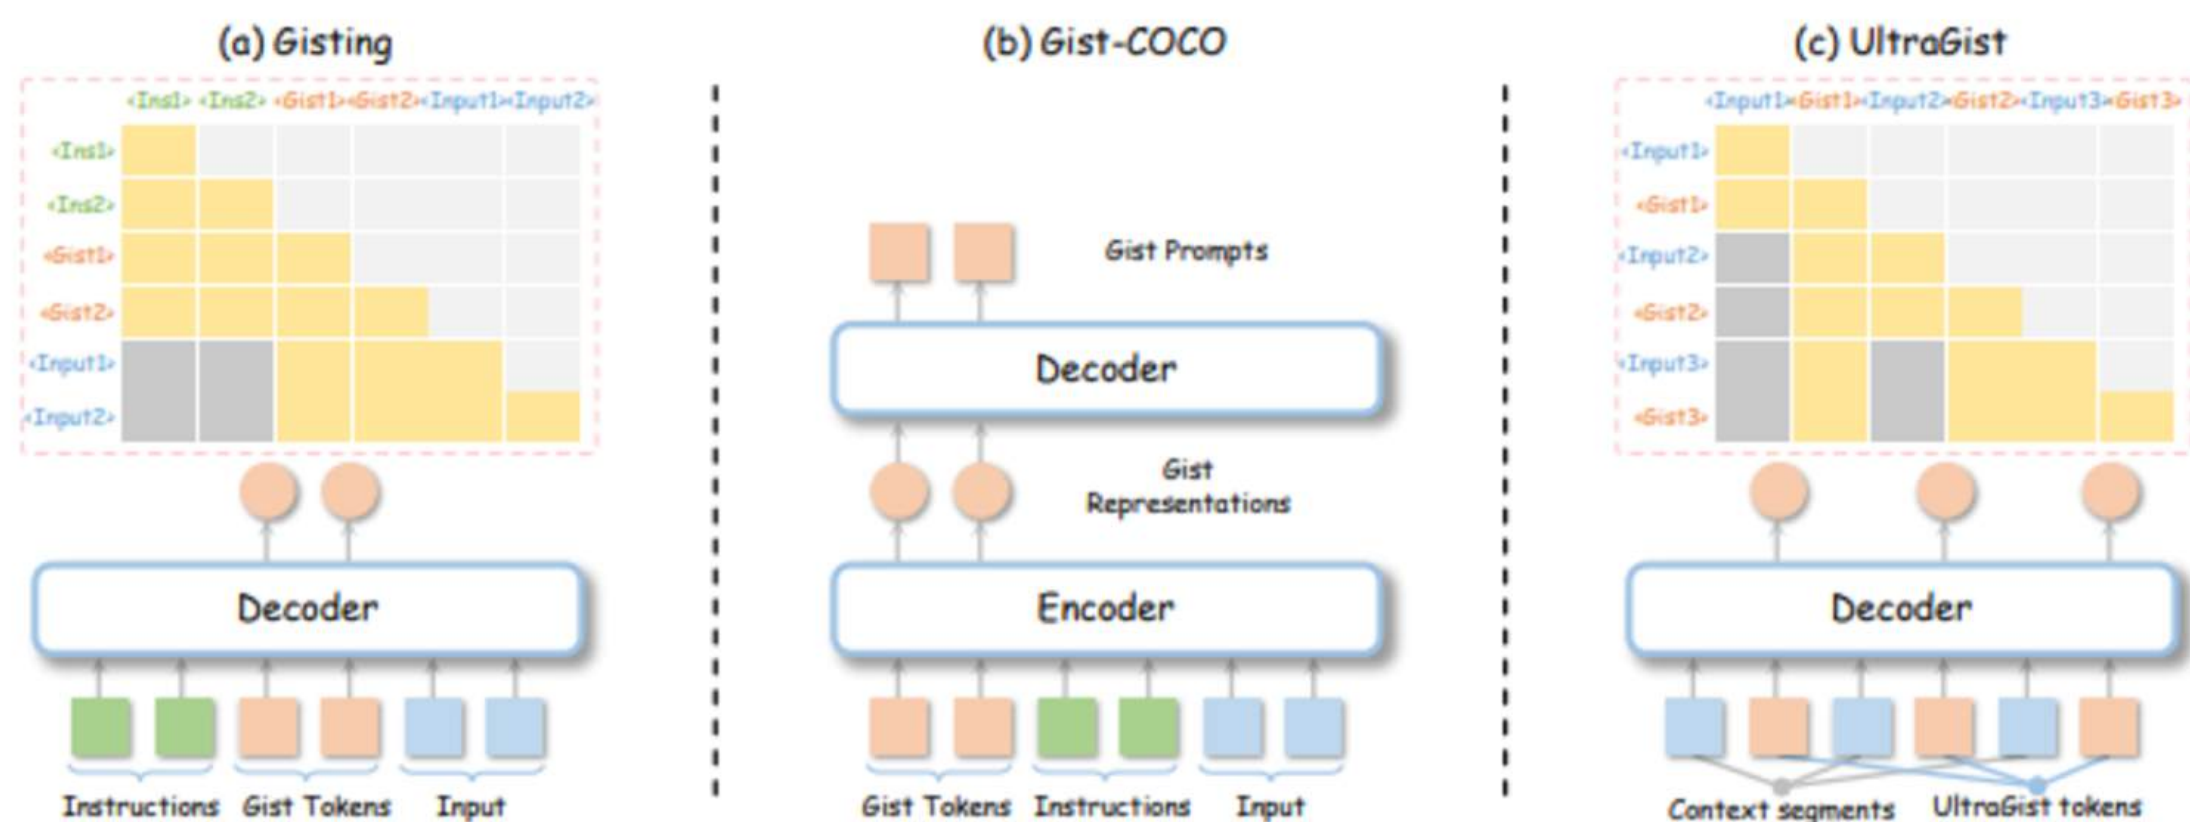 (a) Gisting
<Ins1> <Ins2> <Gist1> <Gist2> <Input1> <Input2>
<Ins1>
<Ins2>
<Gist1>
<Gist2>
<Input1>
<Input2>
Decoder
Instructions Gist Tokens Input
(b) Gist-COCO
Gist Prompts
Decoder
Gist
Representations
Encoder
Gist Tokens Instructions Input
(c) UltraGist
<Input1> <Gist1> <Input2> <Gist2> <Input3> <Gist3>
<Input1>
<Gist1>
<Input2>
<Gist2>
<Input3>
<Gist3>
Decoder
Context segments UltraGist tokens